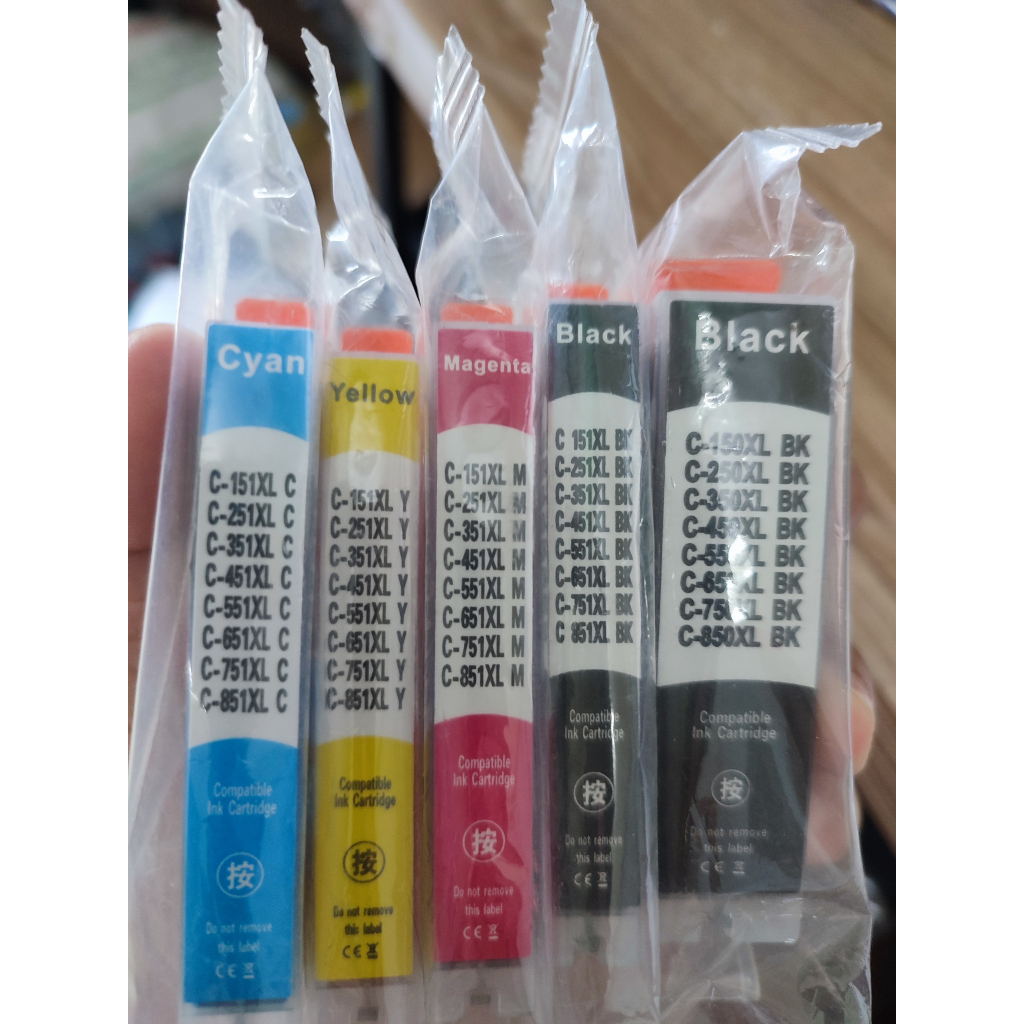 Cyan
C-151XL C
C-251XL C
C-351XL C
C-451XL C
C-551XL C
C-651XL C
C-751XL C
C-851XL C
Compatible
Ink Cartridge
按
Do not remove
this label
CE
Yellow
C-151XL Y
C-251XL Y
C-351XL Y
C-451XL Y
C-551XL Y
C-651XL Y
C-751XL Y
C-851XL Y
Compatible
Ink Cartridge
按
Do not remove
this label
CE
Magenta
C-151XL M
C-251XL M
C-351XL M
C-451XL M
C-551XL M
C-651XL M
C-751XL M
C-851XL M
Compatible
Ink Cartridge
按
Do not remove
this label
CE
Black
C 151XL BK
C-251XL BK
C-351XL BK
C-451XL BK
C-551XL BK
C-651XL BK
C-751XL BK
C 851XL BK
Compatible
Ink Cartridge
按
Do not remove
this label
CE
Black
C-150XL BK
C-250XL BK
C-350XL BK
C-450XL BK
C-550XL BK
C-650XL BK
C-750XL BK
C-850XL BK
Compatible
Ink Cartridge
按
Do not remove
this label
CE